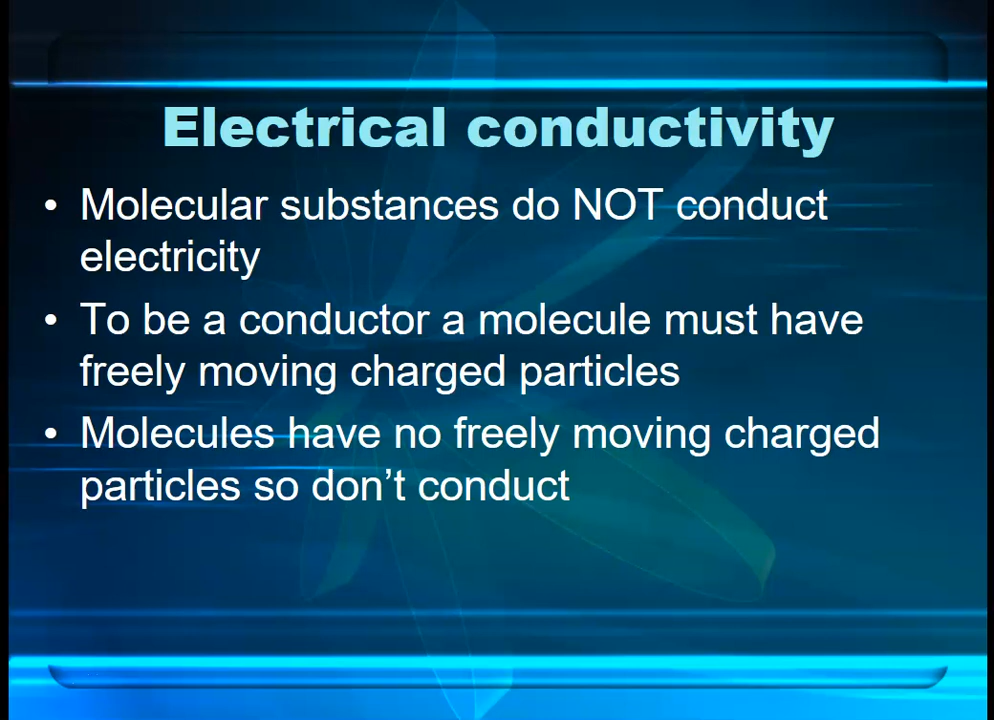 Electrical conductivity
• Molecular substances do NOT conduct
electricity
• To be a conductor a molecule must have
freely moving charged particles
• Molecules have no freely moving charged
particles so don’t conduct